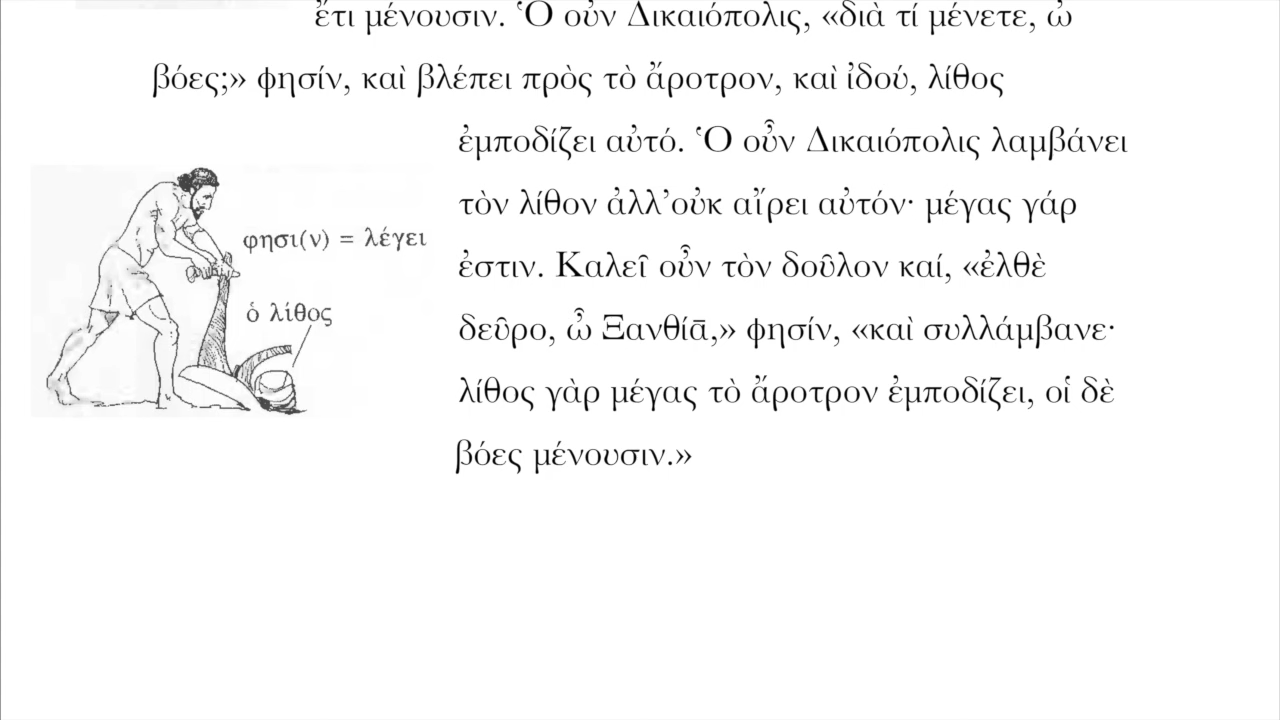 ἔτι μένουσιν. Ὁ οὖν Δικαιόπολις, «διὰ τί μένετε, ὦ
βόες;» φησίν, καὶ βλέπει πρὸς τὸ ἄροτρον, καὶ ἰδού, λίθος
ἐμποδίζει αὐτό. Ὁ οὖν Δικαιόπολις λαμβάνει
τὸν λίθον ἀλλ’οὐκ αἴρει αὐτόν· μέγας γάρ
ἐστιν. Καλεῖ οὖν τὸν δοῦλον καί, «ἐλθὲ
δεῦρο, ὦ Ξανθίᾱ,» φησίν, «καὶ συλλάμβανε·
λίθος γὰρ μέγας τὸ ἄροτρον ἐμποδίζει, οἱ δὲ
βόες μένουσιν.»
φησι(ν) = λέγει
ὁ λίθος